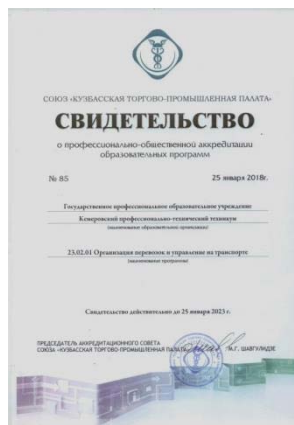 СОЮЗ «КУЗБАССКАЯ ТОРГОВО-ПРОМЫШЛЕННАЯ ПАЛАТА»
СВИДЕТЕЛЬСТВО
о профессионально-общественной аккредитации
образовательных программ
№ 85 25 января 2018г.
Государственное профессиональное образовательное учреждение
Кемеровский профессионально-технический техникум
(наименование образовательной организации)
23.02.01 Организация перевозок и управление на транспорте
(наименование программы)
Свидетельство действительно до 25 января 2023 г.
ПРЕДСЕДАТЕЛЬ АККРЕДИТАЦИОННОГО СОВЕТА
СОЮЗА «КУЗБАССКАЯ ТОРГОВО-ПРОМЫШЛЕННАЯ ПАЛАТА» М.Г. ШАВГУЛИДЗЕ